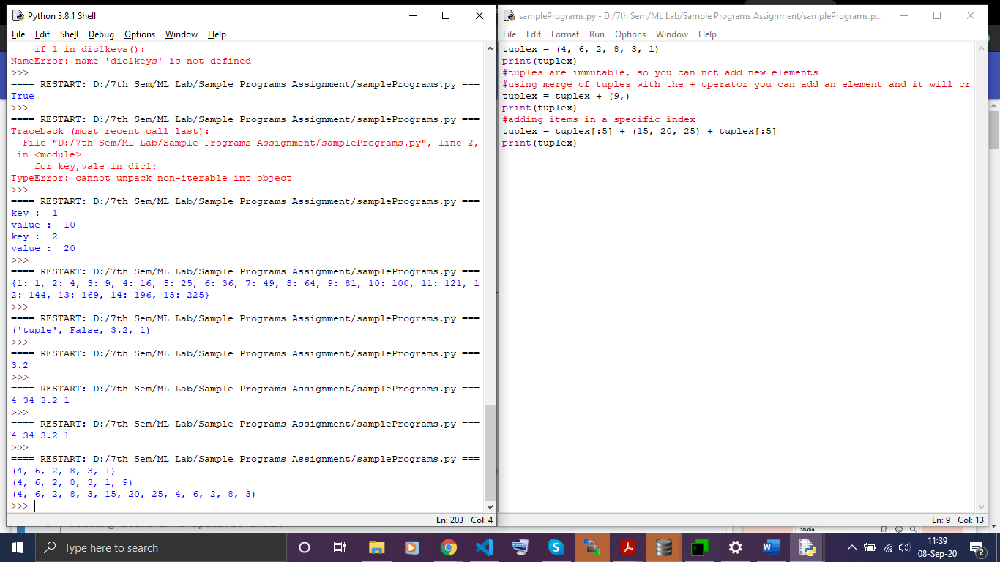 Python 3.8.1 Shell
File Edit Shell Debug Options Window Help
if 1 in dic1keys():
NameError: name 'dic1keys' is not defined
>>>
==== RESTART: D:/7th Sem/ML Lab/Sample Programs Assignment/samplePrograms.py ===
True
>>>
==== RESTART: D:/7th Sem/ML Lab/Sample Programs Assignment/samplePrograms.py ===
Traceback (most recent call last):
File "D:/7th Sem/ML Lab/Sample Programs Assignment/samplePrograms.py", line 2,
in <module>
for key,vale in dic1:
TypeError: cannot unpack non-iterable int object
>>>
==== RESTART: D:/7th Sem/ML Lab/Sample Programs Assignment/samplePrograms.py ===
key :  1
value :  10
key :  2
value :  20
>>>
==== RESTART: D:/7th Sem/ML Lab/Sample Programs Assignment/samplePrograms.py ===
{1: 1, 2: 4, 3: 9, 4: 16, 5: 25, 6: 36, 7: 49, 8: 64, 9: 81, 10: 100, 11: 121, 1
2: 144, 13: 169, 14: 196, 15: 225}
>>>
==== RESTART: D:/7th Sem/ML Lab/Sample Programs Assignment/samplePrograms.py ===
('tuple', False, 3.2, 1)
>>>
==== RESTART: D:/7th Sem/ML Lab/Sample Programs Assignment/samplePrograms.py ===
3.2
>>>
==== RESTART: D:/7th Sem/ML Lab/Sample Programs Assignment/samplePrograms.py ===
4 34 3.2 1
>>>
==== RESTART: D:/7th Sem/ML Lab/Sample Programs Assignment/samplePrograms.py ===
4 34 3.2 1
>>>
==== RESTART: D:/7th Sem/ML Lab/Sample Programs Assignment/samplePrograms.py ===
(4, 6, 2, 8, 3, 1)
(4, 6, 2, 8, 3, 1, 9)
(4, 6, 2, 8, 3, 15, 20, 25, 4, 6, 2, 8, 3)
>>>
Ln: 203 Col: 4
samplePrograms.py - D:/7th Sem/ML Lab/Sample Programs Assignment/samplePrograms.p...
File Edit Format Run Options Window Help
tuplex = (4, 6, 2, 8, 3, 1)
print(tuplex)
#tuples are immutable, so you can not add new elements
#using merge of tuples with the + operator you can add an element and it will cr
tuplex = tuplex + (9,)
print(tuplex)
#adding items in a specific index
tuplex = tuplex[:5] + (15, 20, 25) + tuplex[:5]
print(tuplex)
Ln: 9 Col: 13
Studio
Type here to search
11:39
08-Sep-20
2